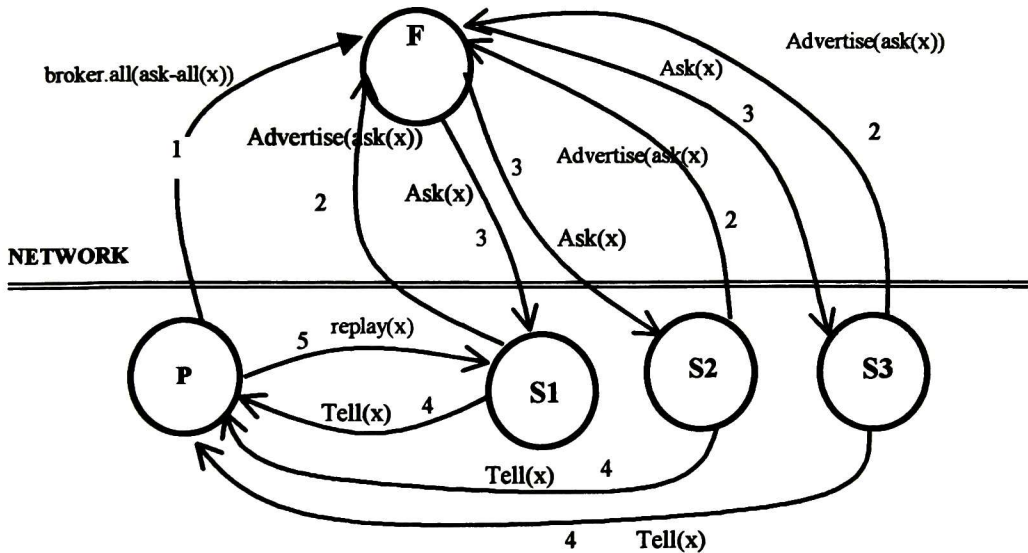 F
Advertise(ask(x))
Ask(x)
broker.all(ask-all(x))
3
2
1
Advertise(ask(x))
3
Advertise(ask(x)
Ask(x)
2
2
3
Ask(x)
3
NETWORK
5
replay(x)
P
S1
S2
S3
Tell(x)
4
Tell(x)
4
4
Tell(x)